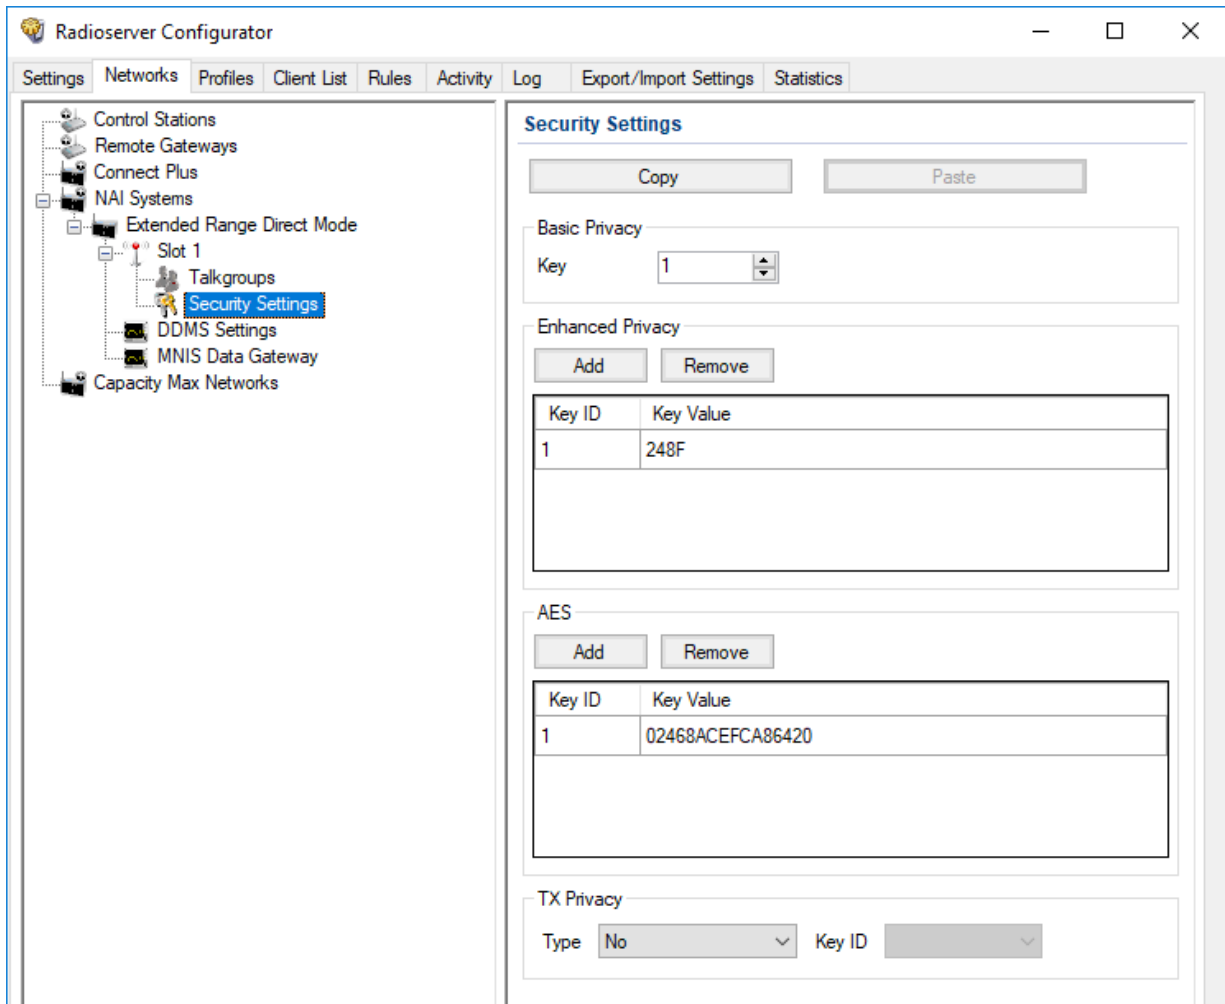 Radioserver Configurator
Settings Networks Profiles Client List Rules Activity Log Export/Import Settings Statistics
Control Stations
Remote Gateways
Connect Plus
NAI Systems
Extended Range Direct Mode
Slot 1
Talkgroups
Security Settings
DDMS Settings
MNIS Data Gateway
Capacity Max Networks
Security Settings
Copy Paste
Basic Privacy
Key 1
Enhanced Privacy
Add Remove
Key ID Key Value
1 248F
AES
Add Remove
Key ID Key Value
1 02468ACEFCA86420
TX Privacy
Type No Key ID